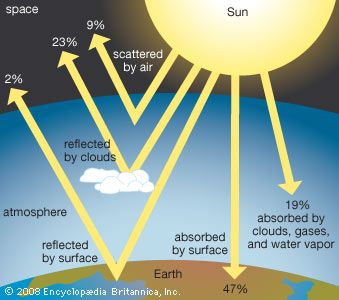 space
Sun
9%
23%
scattered
by air
2%
reflected
by clouds
19%
absorbed by
clouds, gases,
and water vapor
atmosphere
reflected
by surface
absorbed
by surface
Earth
47%
© 2008 Encyclopædia Britannica, Inc.